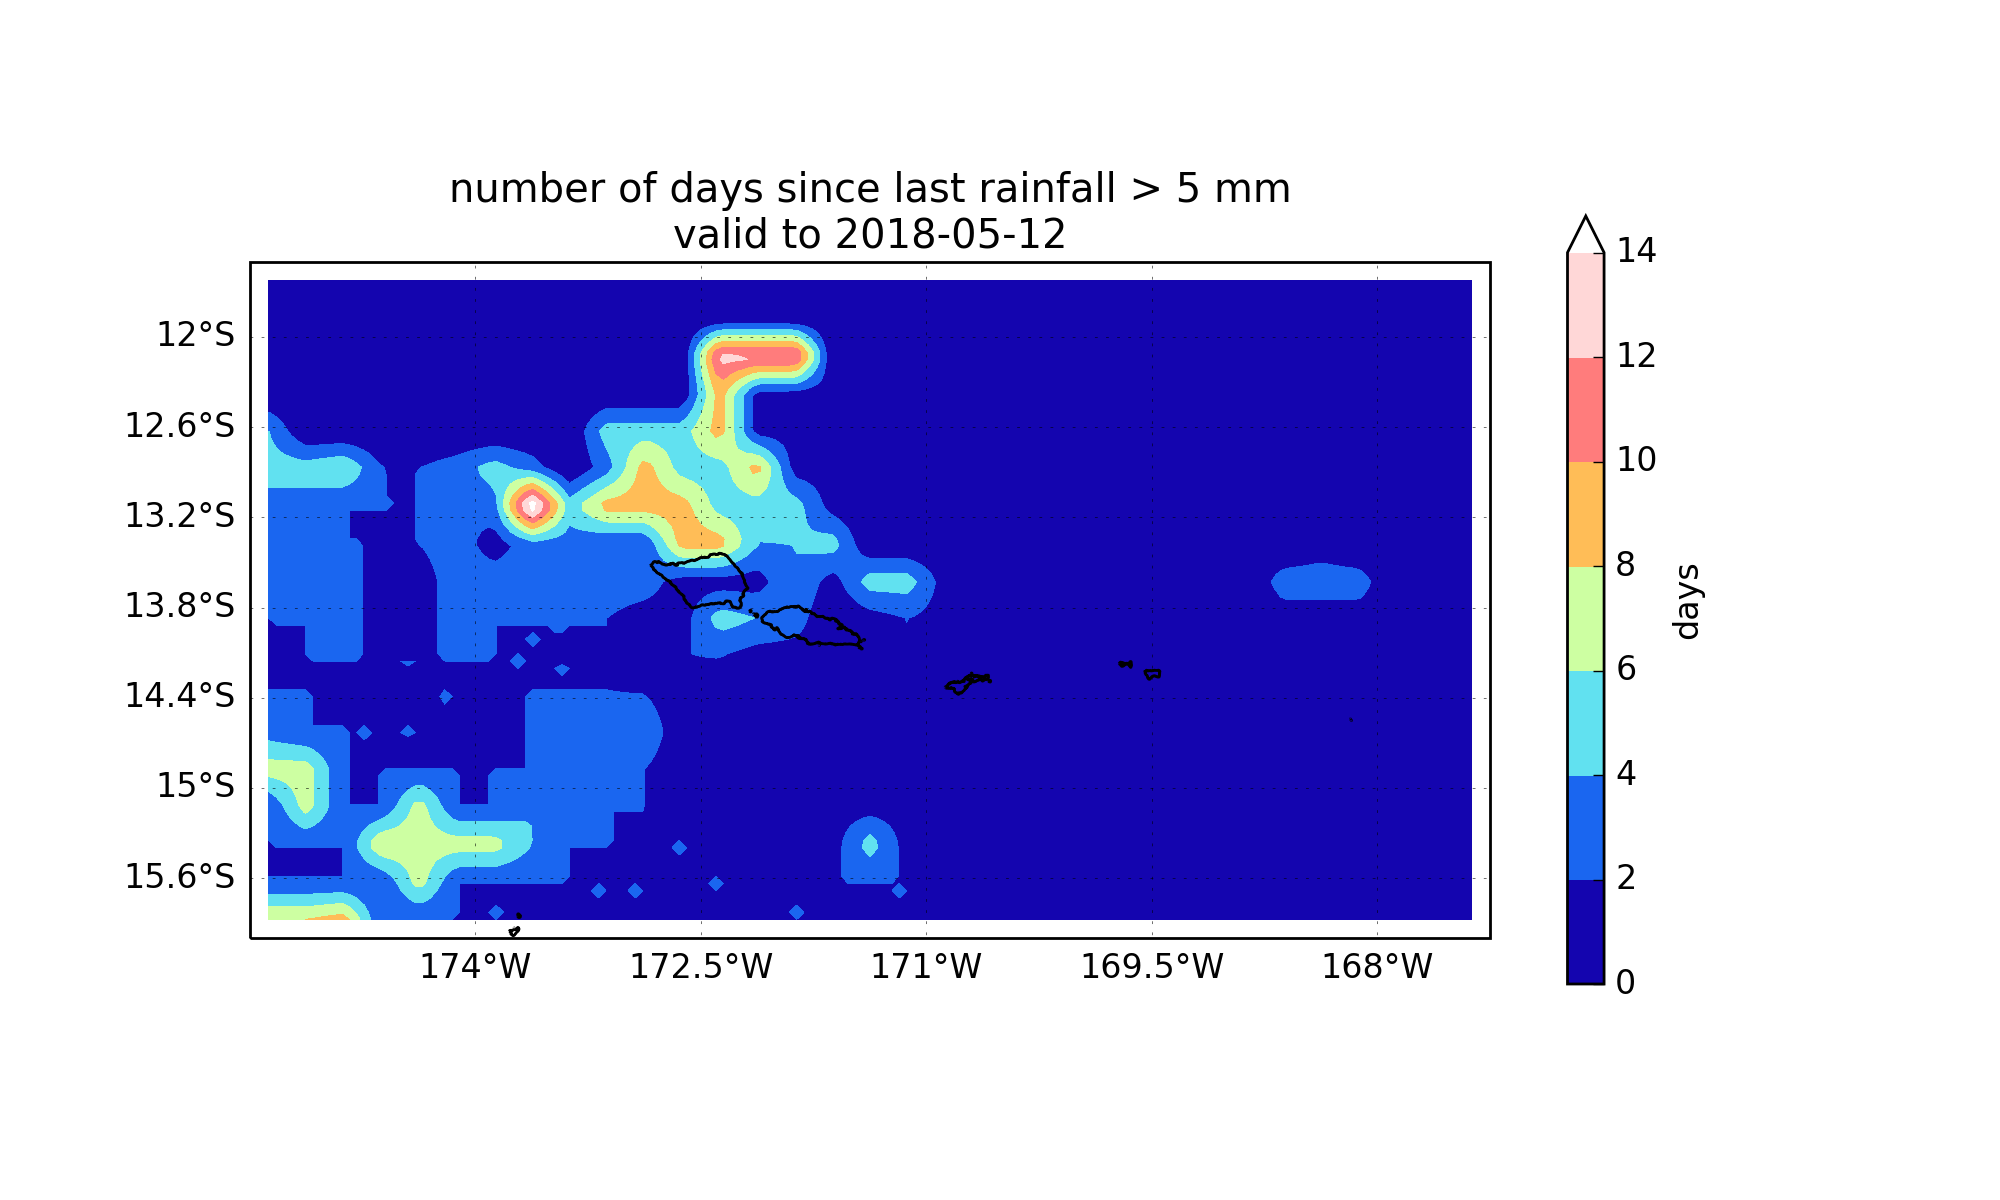 number of days since last rainfall > 5 mm
valid to 2018-05-12
12°S
12.6°S
13.2°S
13.8°S
14.4°S
15°S
15.6°S
174°W
172.5°W
171°W
169.5°W
168°W
14
12
10
8
6
4
2
0
days